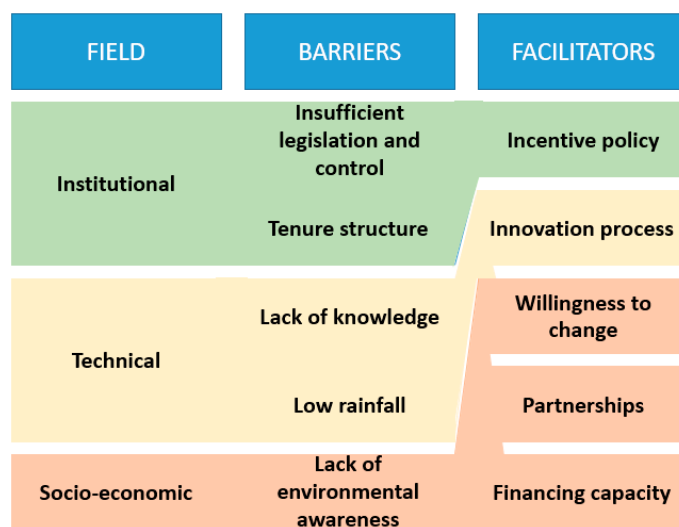 FIELD
BARRIERS
FACILITATORS
Institutional
Insufficient
legislation and
control
Tenure structure
Incentive policy
Innovation process
Technical
Lack of knowledge
Low rainfall
Willingness to
change
Partnerships
Socio-economic
Lack of
environmental
awareness
Financing capacity